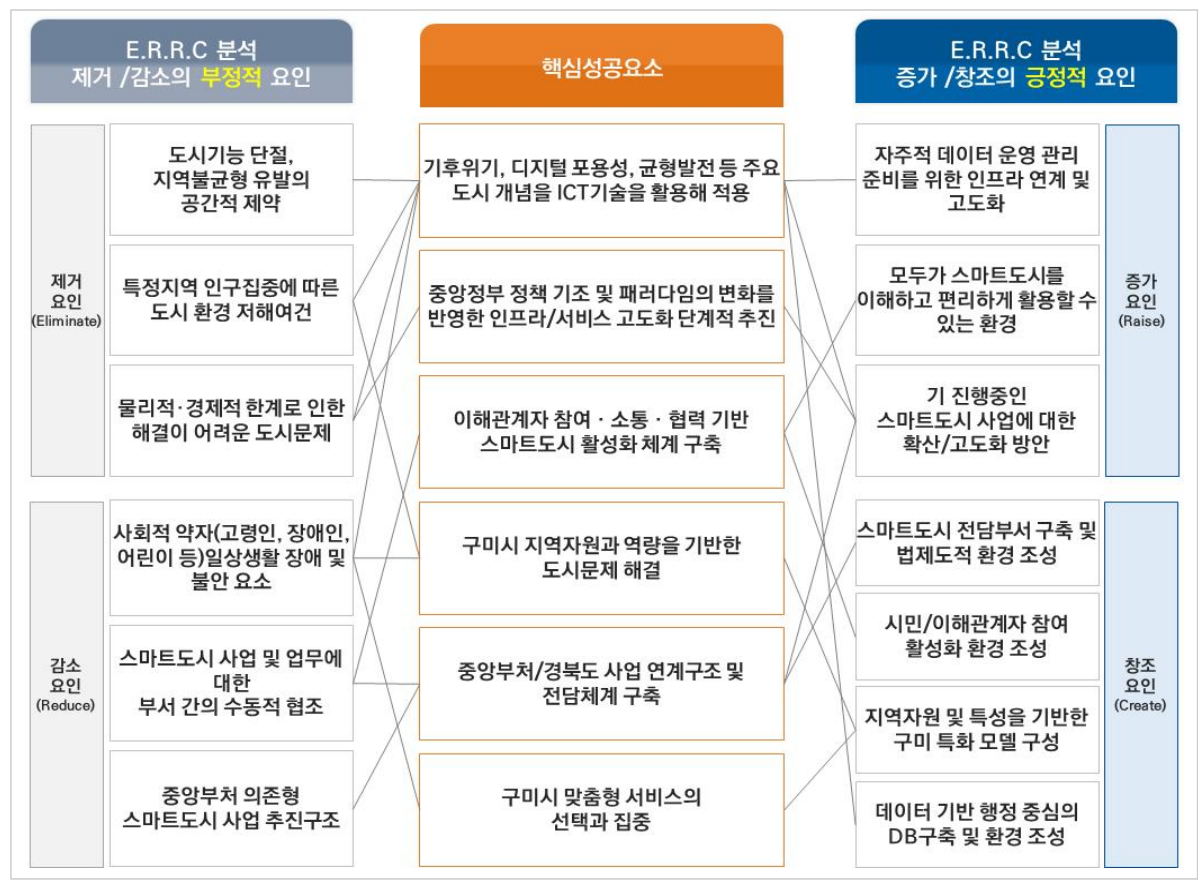 E.R.R.C 분석
제거 /감소의 부정적 요인
핵심성공요소
E.R.R.C 분석
증가 /창조의 긍정적 요인
제거
요인
(Eliminate)
도시기능 단절,
지역불균형 유발의
공간적 제약
특정지역 인구집중에 따른
도시 환경 저해여건
물리적·경제적 한계로 인한
해결이 어려운 도시문제
감소
요인
(Reduce)
사회적 약자(고령인, 장애인,
어린이 등)일상생활 장애 및
불안 요소
스마트도시 사업 및 업무에
대한
부서 간의 수동적 협조
중앙부처 의존형
스마트도시 사업 추진구조
기후위기, 디지털 포용성, 균형발전 등 주요
도시 개념을 ICT기술을 활용해 적용
중앙정부 정책 기조 및 패러다임의 변화를
반영한 인프라/서비스 고도화 단계적 추진
이해관계자 참여 · 소통 · 협력 기반
스마트도시 활성화 체계 구축
구미시 지역자원과 역량을 기반한
도시문제 해결
중앙부처/경북도 사업 연계구조 및
전담체계 구축
구미시 맞춤형 서비스의
선택과 집중
자주적 데이터 운영 관리
준비를 위한 인프라 연계 및
고도화
모두가 스마트도시를
이해하고 편리하게 활용할 수
있는 환경
기 진행중인
스마트도시 사업에 대한
확산/고도화 방안
증가
요인
(Raise)
스마트도시 전담부서 구축 및
법제도적 환경 조성
시민/이해관계자 참여
활성화 환경 조성
지역자원 및 특성을 기반한
구미 특화 모델 구성
데이터 기반 행정 중심의
DB구축 및 환경 조성
창조
요인
(Create)